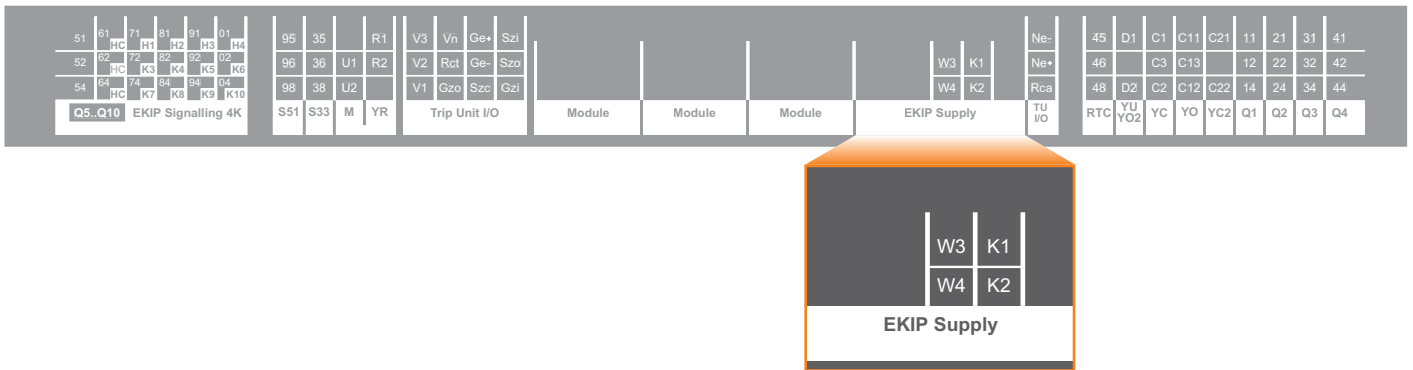 51 61 HC 71 H1 81 H2 91 H3 01 H4 95 35 R1 V3 Vn Ge+ Szi Ne- 45 D1 C1 C11 C21 11 21 31 41
52 62 HC 72 K3 82 K4 92 K5 02 K6 96 36 U1 R2 V2 Rct Ge- Szo W3 K1 Ne+ 46 C3 C13 12 22 32 42
54 64 HC 74 K7 84 K8 94 K9 04 K10 98 38 U2 V1 Gzo Szc Gzi W4 K2 Rca 48 D2 C2 C12 C22 14 24 34 44
Q5..Q10 EKIP Signalling 4K S51 S33 M YR Trip Unit I/O Module Module Module EKIP Supply TU I/O RTC YU YO2 YC YO YC2 Q1 Q2 Q3 Q4
W3 K1
W4 K2
EKIP Supply